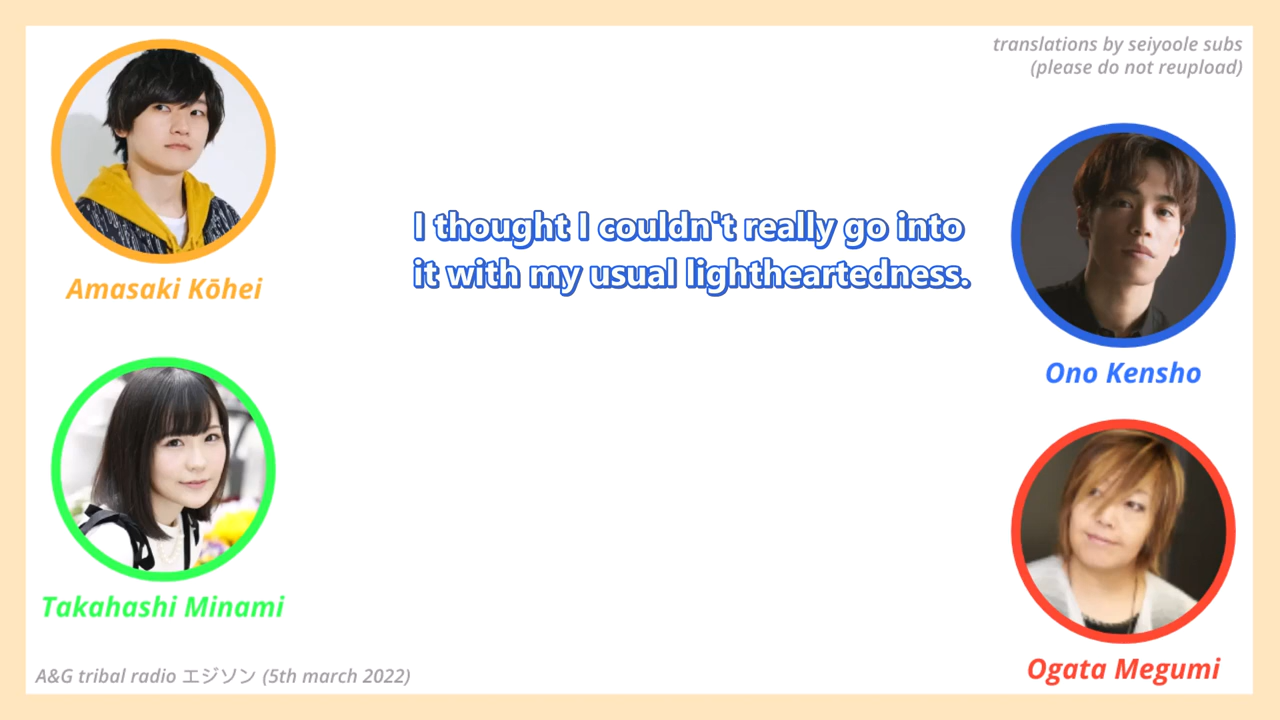 translations by seiyoole subs
(please do not reupload)
Amasaki Kōhei
I thought I couldn't really go into
it with my usual lightheartedness.
Ono Kensho
Takahashi Minami
Ogata Megumi
A&G tribal radio エジソン (5th march 2022)